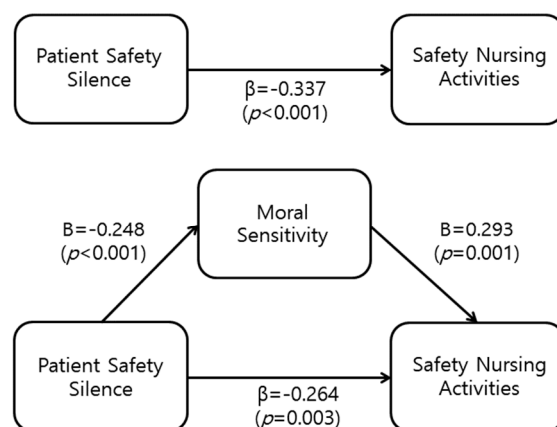 Patient Safety
Silence
Safety Nursing
Activities
β=-0.337
(p<0.001)
Moral
Sensitivity
B=-0.248
(p<0.001)
B=0.293
(p=0.001)
Patient Safety
Silence
Safety Nursing
Activities
β=-0.264
(p=0.003)